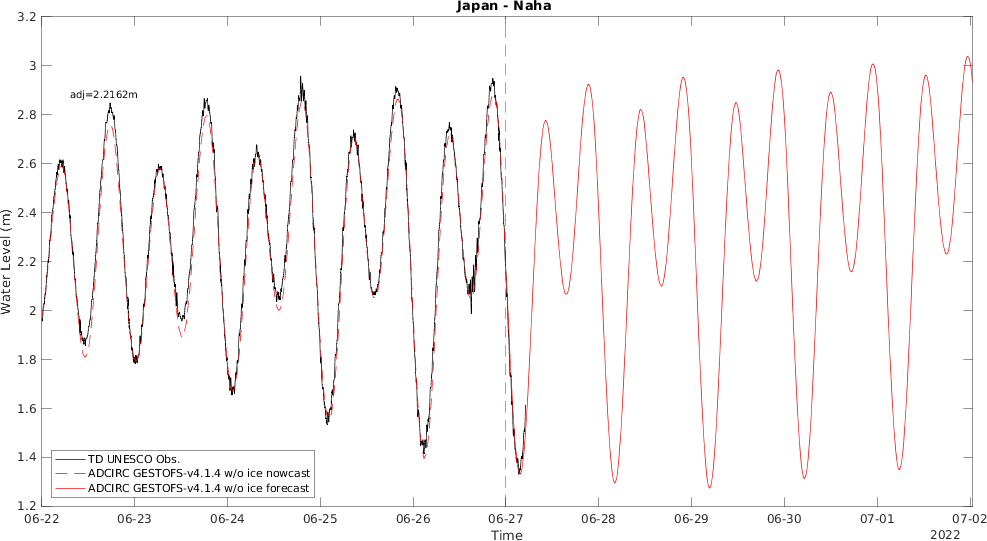 Japan - Naha
3.2
3
2.8
2.6
2.4
2.2
2
1.8
1.6
1.4
1.2
Water Level (m)
adj=2.2162m
TD UNESCO Obs.
ADCIRC GESTOFS-v4.1.4 w/o ice nowcast
ADCIRC GESTOFS-v4.1.4 w/o ice forecast
06-22 06-23 06-24 06-25 06-26 06-27 06-28 06-29 06-30 07-01 07-02
Time
2022